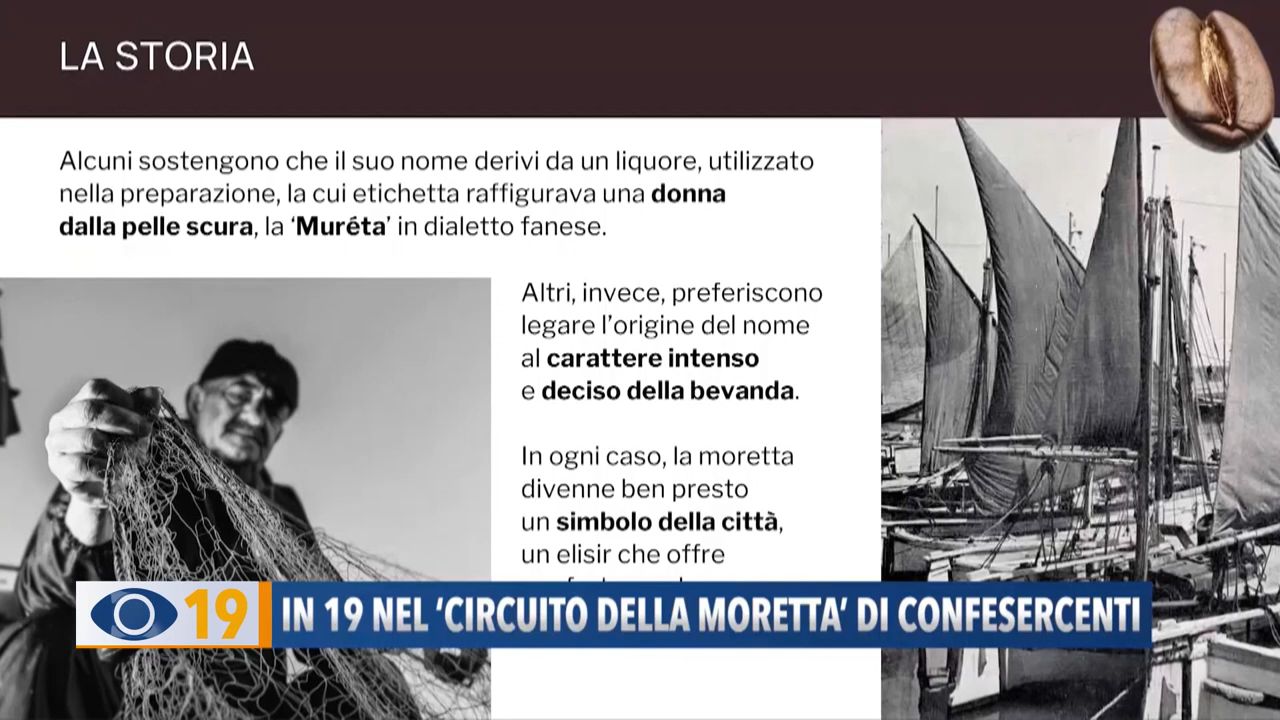 LA STORIA
Alcuni sostengono che il suo nome derivi da un liquore, utilizzato
nella preparazione, la cui etichetta raffigurava una donna
dalla pelle scura, la ‘Muréta’ in dialetto fanese.
Altri, invece, preferiscono
legare l’origine del nome
al carattere intenso
e deciso della bevanda.
In ogni caso, la moretta
divenne ben presto
un simbolo della città,
un elisir che offre
19
IN 19 NEL ‘CIRCUITO DELLA MORETTA’ DI CONFESERCENTI